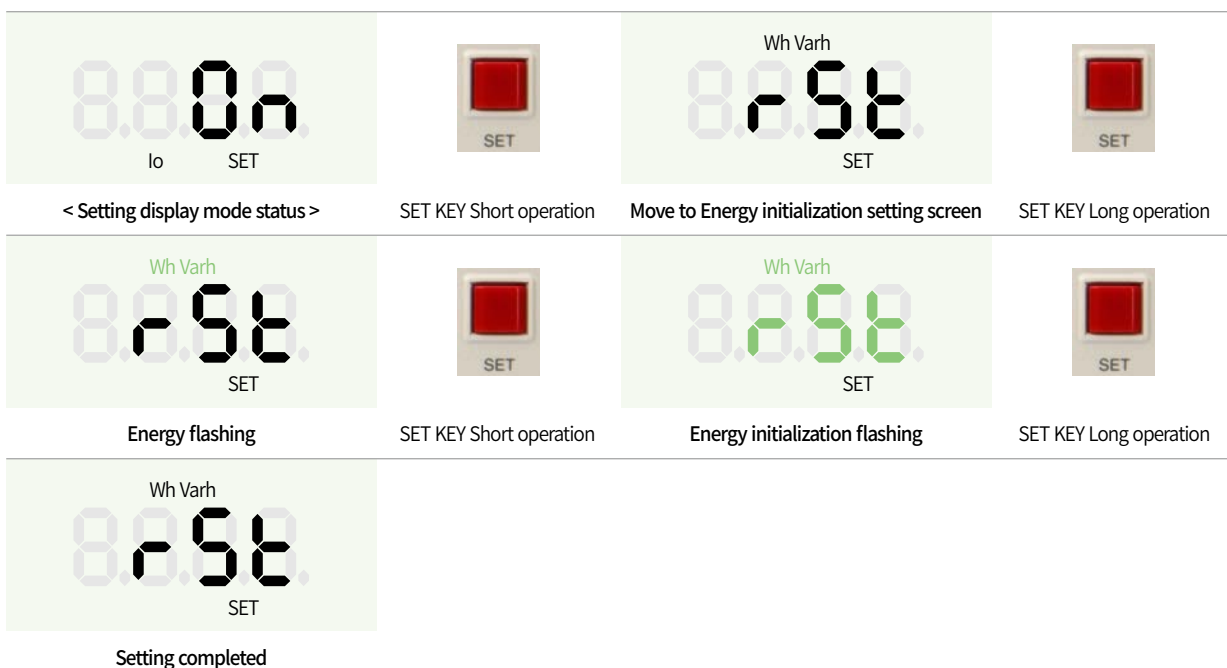 Wh Varh
On
rSt
Io SET
SET
SET
SET
< Setting display mode status >
SET KEY Short operation
Move to Energy initialization setting screen
SET KEY Long operation
Wh Varh
Wh Varh
rSt
rSt
SET
SET
SET
SET
Energy flashing
SET KEY Short operation
Energy initialization flashing
SET KEY Long operation
Wh Varh
rSt
SET
Setting completed